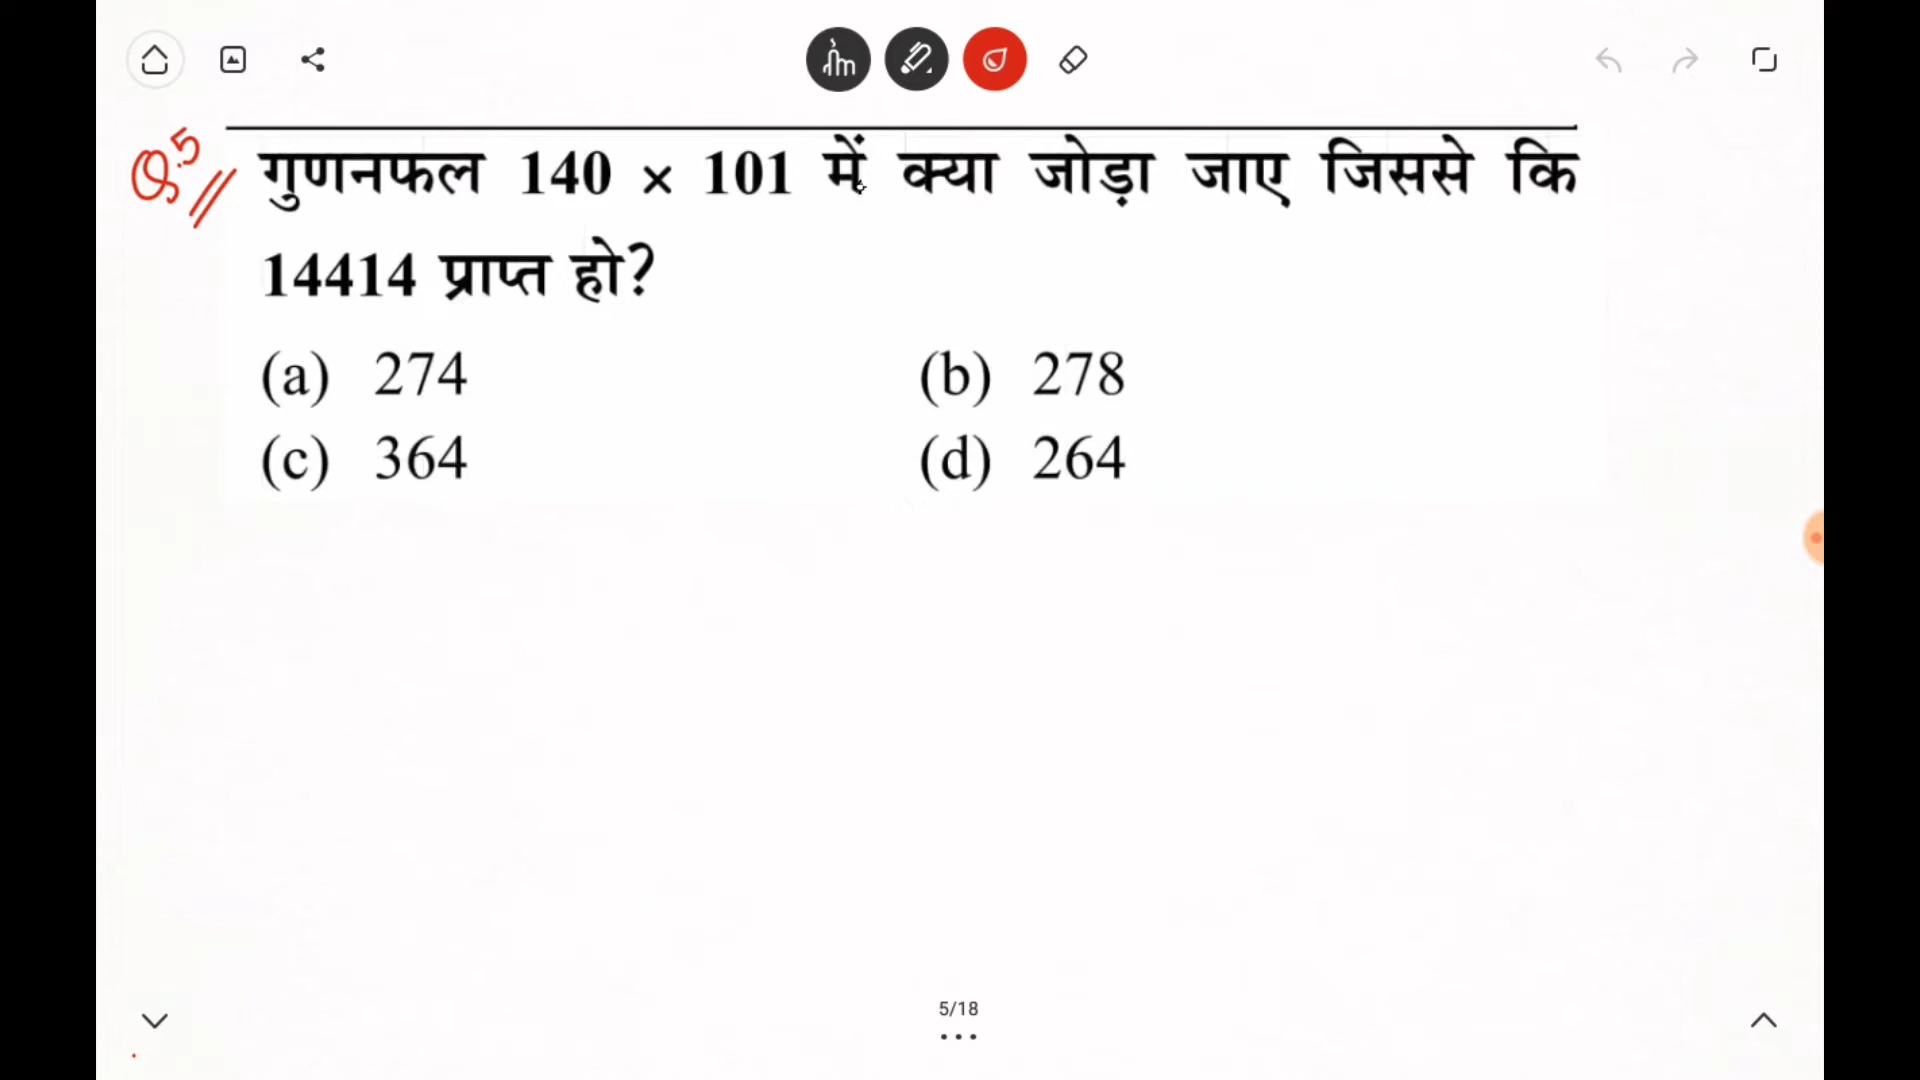 Q.5 गुणनफल 140 × 101 में क्या जोड़ा जाए जिससे कि
14414 प्राप्त हो?
(a) 274 (b) 278
(c) 364 (d) 264
5/18